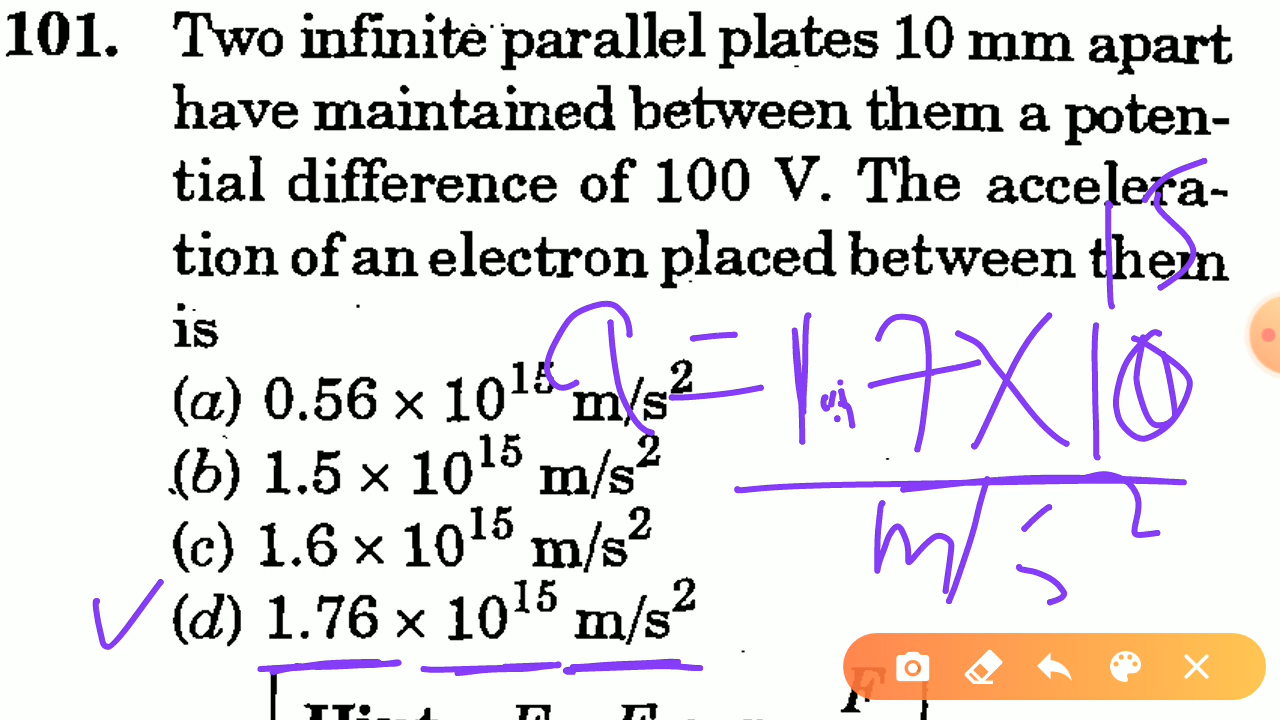 101. Two infinite parallel plates 10 mm apart
have maintained between them a poten-
tial difference of 100 V. The accelera-
tion of an electron placed between them
is
a = 1.7 × 10¹⁵
m/s²
(a) 0.56 × 10¹⁵ m/s²
(b) 1.5 × 10¹⁵ m/s²
(c) 1.6 × 10¹⁵ m/s²
(d) 1.76 × 10¹⁵ m/s²